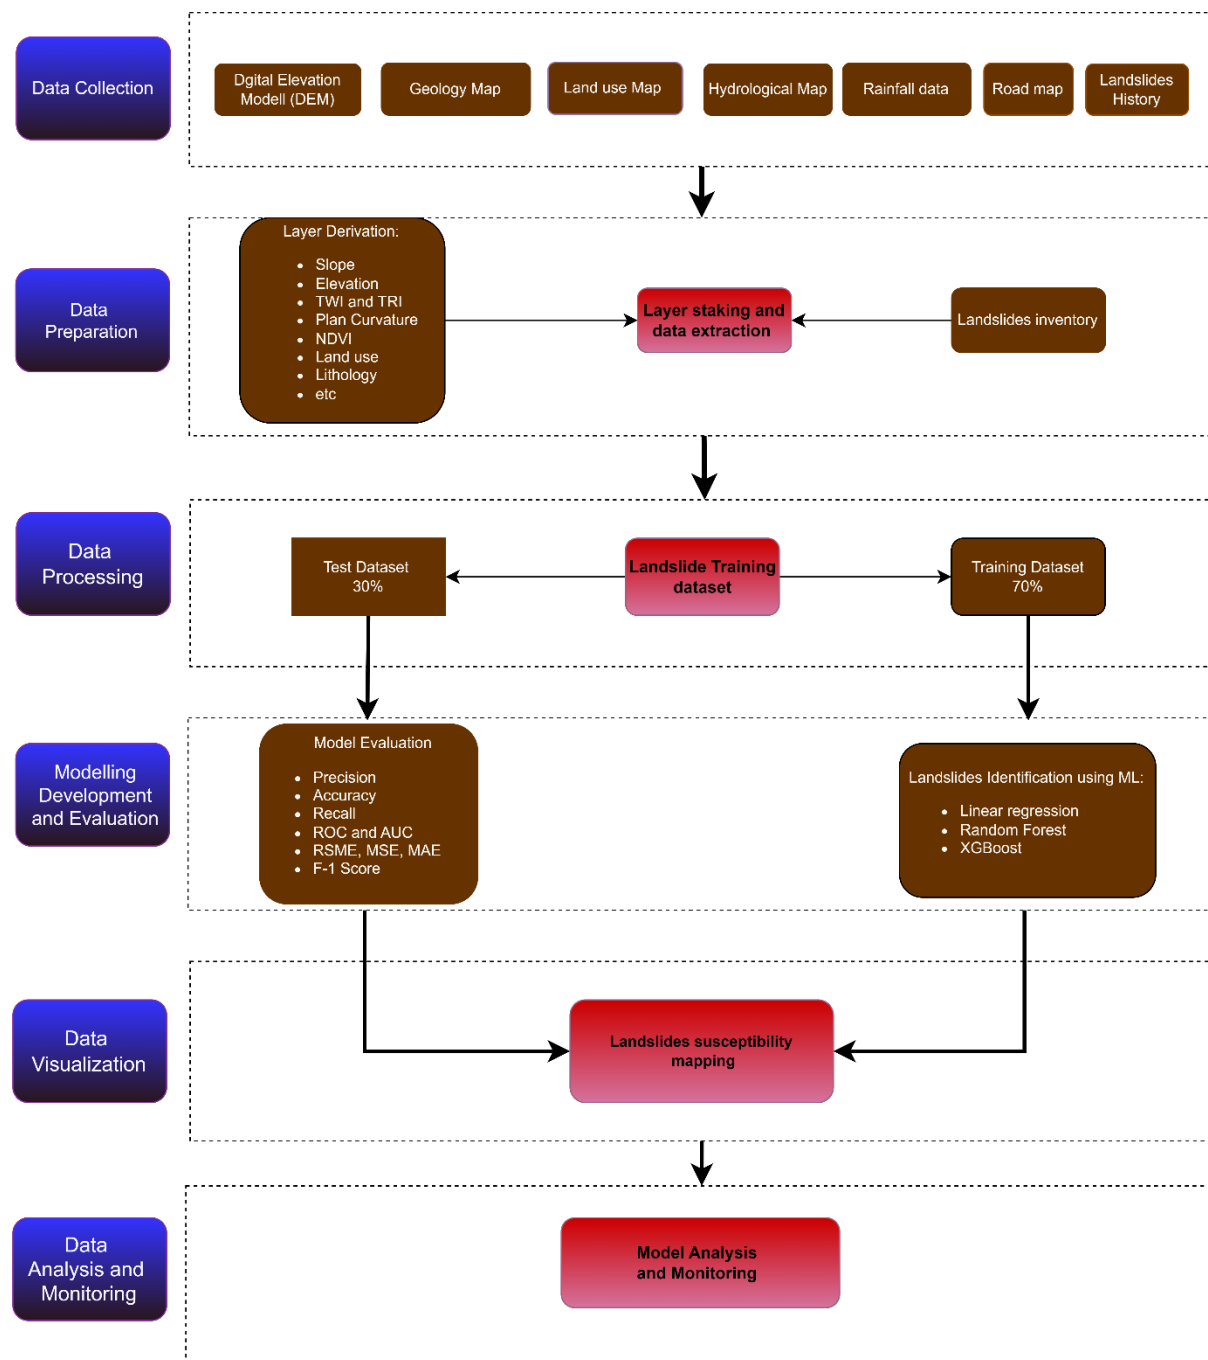 Data Collection
Dgital Elevation
Modell (DEM)
Geology Map
Land use Map
Hydrological Map
Rainfall data
Road map
Landslides
History
Data
Preparation
Layer Derivation:
• Slope
• Elevation
• TWI and TRI
• Plan Curvature
• NDVI
• Land use
• Lithology
• etc
Layer staking and
data extraction
Landslides inventory
Data
Processing
Test Dataset
30%
Landslide Training
dataset
Training Dataset
70%
Modelling
Development
and Evaluation
Model Evaluation
• Precision
• Accuracy
• Recall
• ROC and AUC
• RSME, MSE, MAE
• F-1 Score
Landslides Identification using ML:
• Linear regression
• Random Forest
• XGBoost
Data
Visualization
Landslides susceptibility
mapping
Data
Analysis and
Monitoring
Model Analysis
and Monitoring